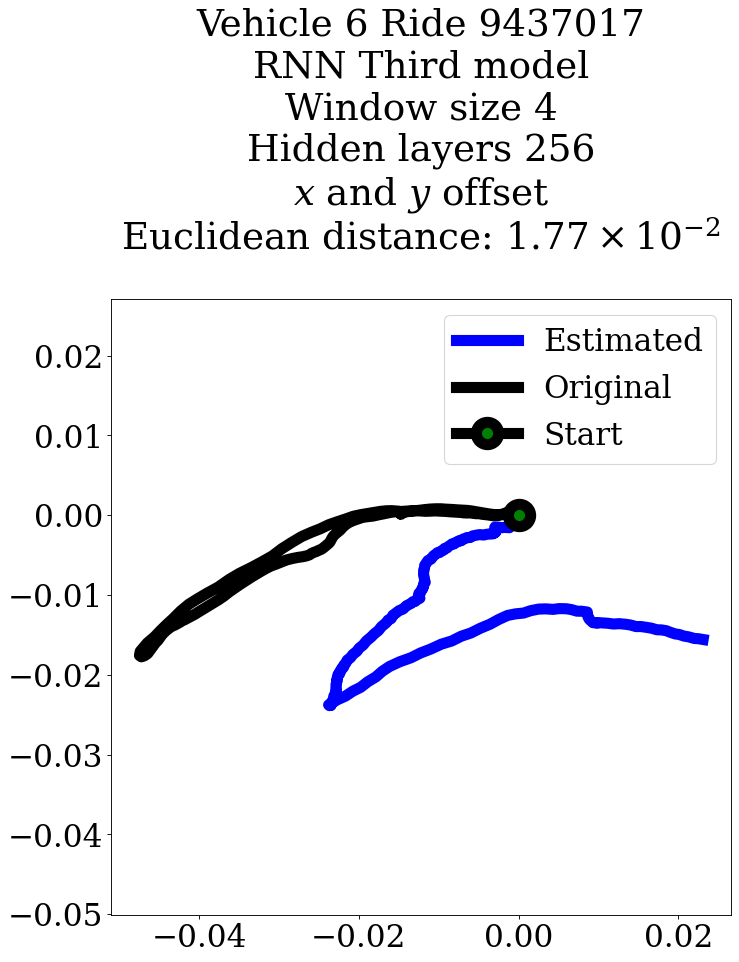 Vehicle 6 Ride 9437017
RNN Third model
Window size 4
Hidden layers 256
x and y offset
Euclidean distance: 1.77 × 10⁻²
Estimated
Original
Start
0.02
0.01
0.00
−0.01
−0.02
−0.03
−0.04
−0.05
−0.04
−0.02
0.00
0.02